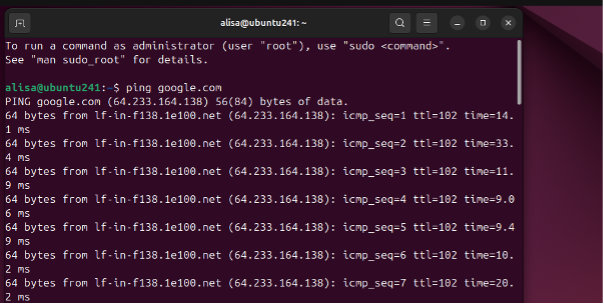 alisa@ubuntu241: ~
To run a command as administrator (user "root"), use "sudo <command>".
See "man sudo_root" for details.
alisa@ubuntu241:~$ ping google.com
PING google.com (64.233.164.138) 56(84) bytes of data.
64 bytes from lf-in-f138.1e100.net (64.233.164.138): icmp_seq=1 ttl=102 time=14.
1 ms
64 bytes from lf-in-f138.1e100.net (64.233.164.138): icmp_seq=2 ttl=102 time=33.
4 ms
64 bytes from lf-in-f138.1e100.net (64.233.164.138): icmp_seq=3 ttl=102 time=11.
9 ms
64 bytes from lf-in-f138.1e100.net (64.233.164.138): icmp_seq=4 ttl=102 time=9.0
6 ms
64 bytes from lf-in-f138.1e100.net (64.233.164.138): icmp_seq=5 ttl=102 time=9.4
9 ms
64 bytes from lf-in-f138.1e100.net (64.233.164.138): icmp_seq=6 ttl=102 time=10.
2 ms
64 bytes from lf-in-f138.1e100.net (64.233.164.138): icmp_seq=7 ttl=102 time=20.
2 ms